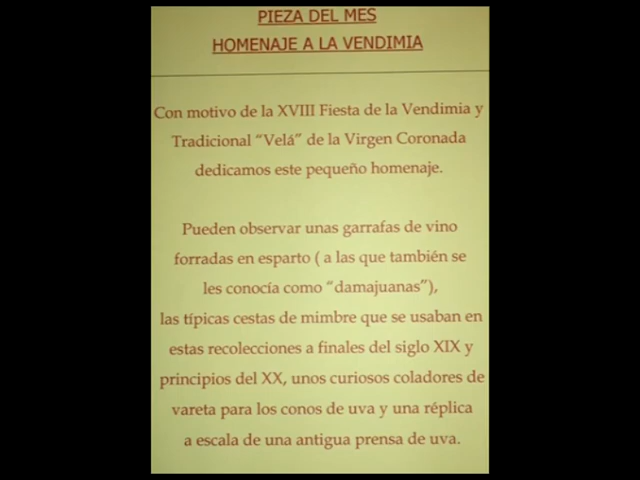 PIEZA DEL MES
HOMENAJE A LA VENDIMIA
Con motivo de la XVIII Fiesta de la Vendimia y
Tradicional “Velá” de la Virgen Coronada
dedicamos este pequeño homenaje.
Pueden observar unas garrafas de vino
forradas en esparto ( a las que también se
les conocía como “damajuanas”),
las típicas cestas de mimbre que se usaban en
estas recolecciones a finales del siglo XIX y
principios del XX, unos curiosos coladores de
vareta para los conos de uva y una réplica
a escala de una antigua prensa de uva.